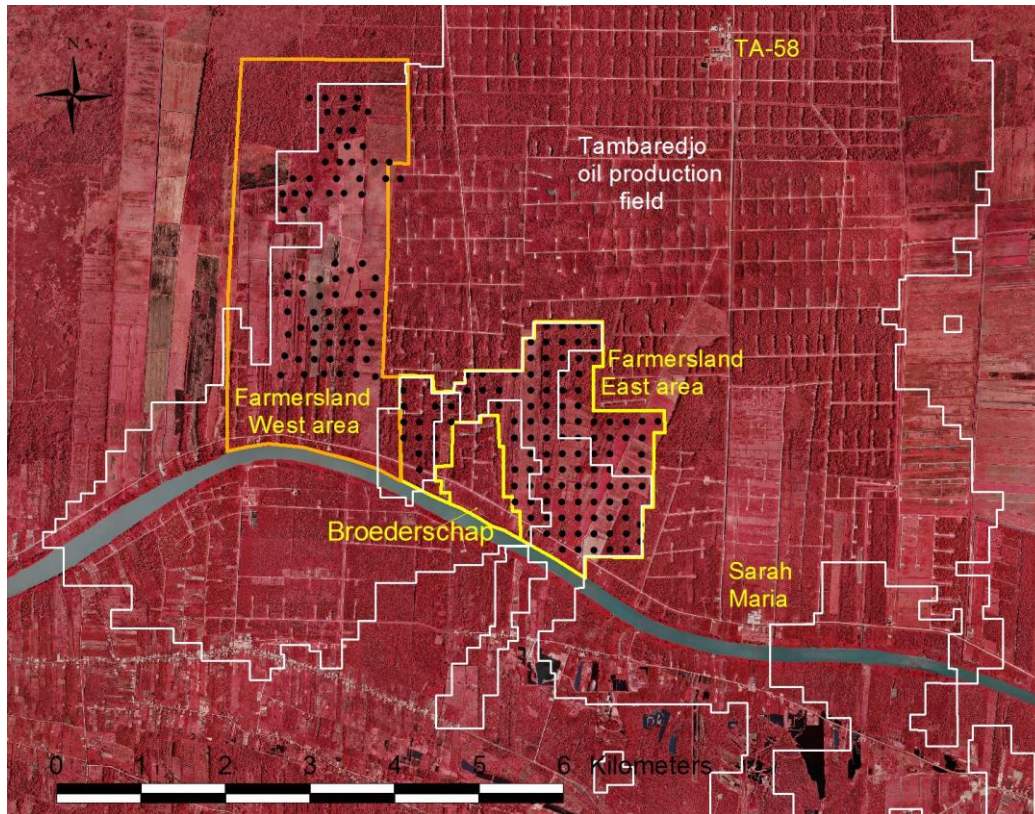 N
TA-58
Tambaredjo
oil production
field
Farmersland
East area
Farmersland
West area
Broederschap
Sarah
Maria
0 1 2 3 4 5 6 Kilometers